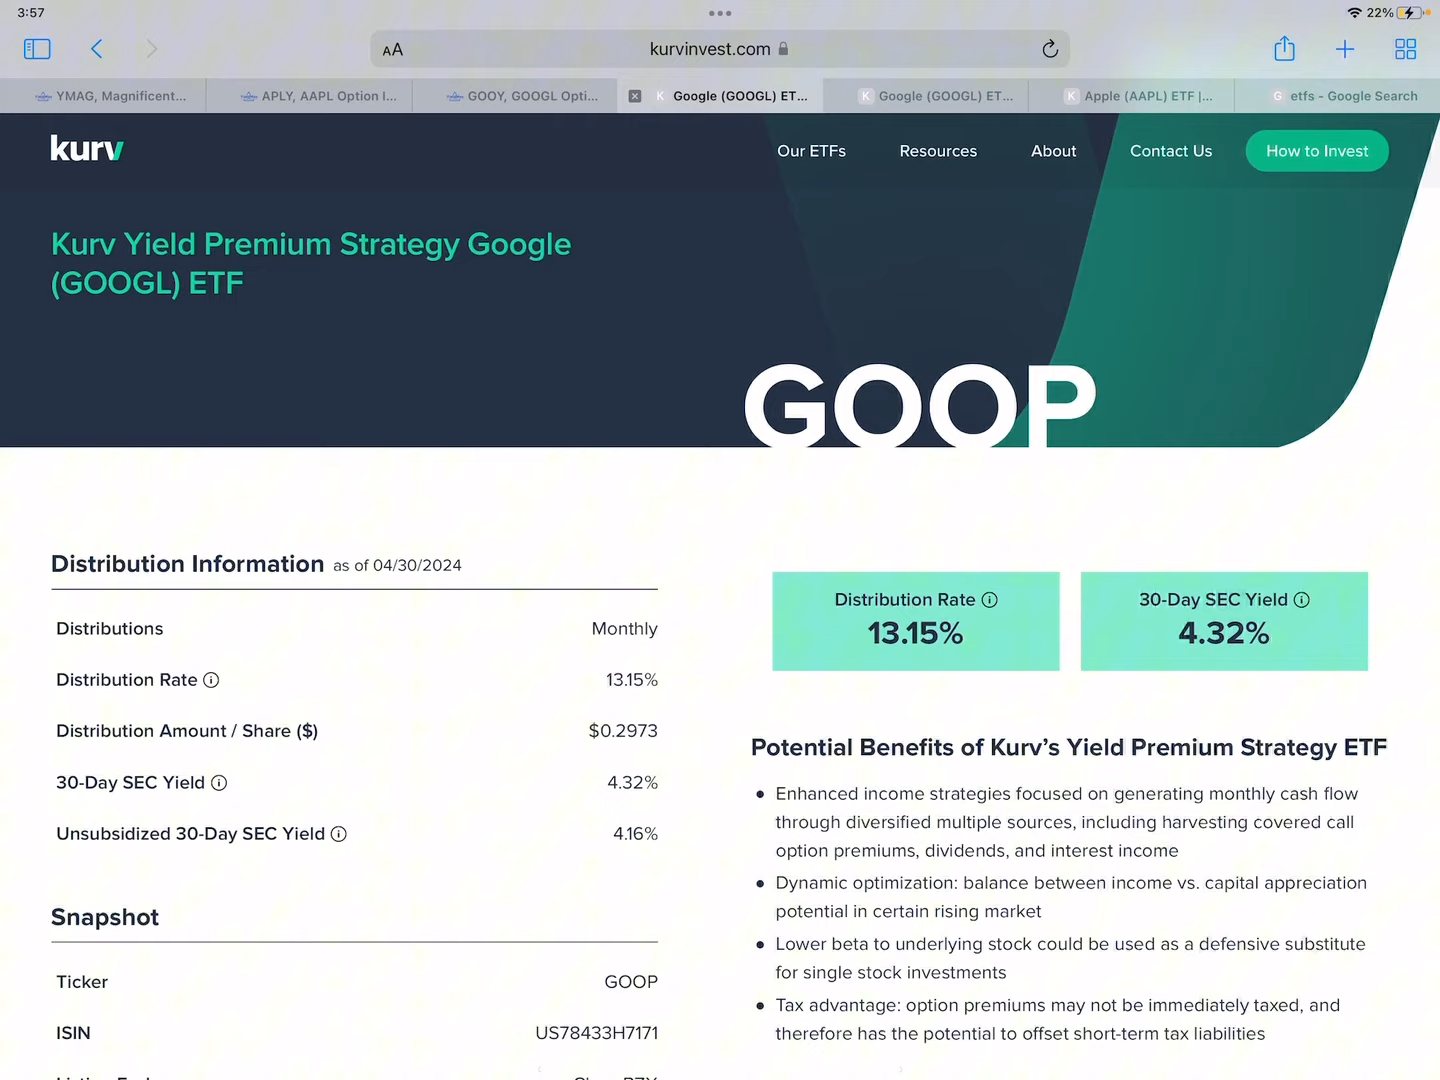 3:57
22%
AA
kurvinvest.com
YMAG, Magnificent...
APLY, AAPL Option I...
GOOY, GOOGL Opti...
K Google (GOOGL) ET...
K Google (GOOGL) ET...
K Apple (AAPL) ETF |...
G etfs - Google Search
kurv
Our ETFs
Resources
About
Contact Us
How to Invest
Kurv Yield Premium Strategy Google
(GOOGL) ETF
GOOP
Distribution Information as of 04/30/2024
Distributions Monthly
Distribution Rate 13.15%
Distribution Amount / Share ($) $0.2973
30-Day SEC Yield 4.32%
Unsubsidized 30-Day SEC Yield 4.16%
Snapshot
Ticker GOOP
ISIN US78433H7171
Distribution Rate
13.15%
30-Day SEC Yield
4.32%
Potential Benefits of Kurv’s Yield Premium Strategy ETF
• Enhanced income strategies focused on generating monthly cash flow
through diversified multiple sources, including harvesting covered call
option premiums, dividends, and interest income
• Dynamic optimization: balance between income vs. capital appreciation
potential in certain rising market
• Lower beta to underlying stock could be used as a defensive substitute
for single stock investments
• Tax advantage: option premiums may not be immediately taxed, and
therefore has the potential to offset short-term tax liabilities